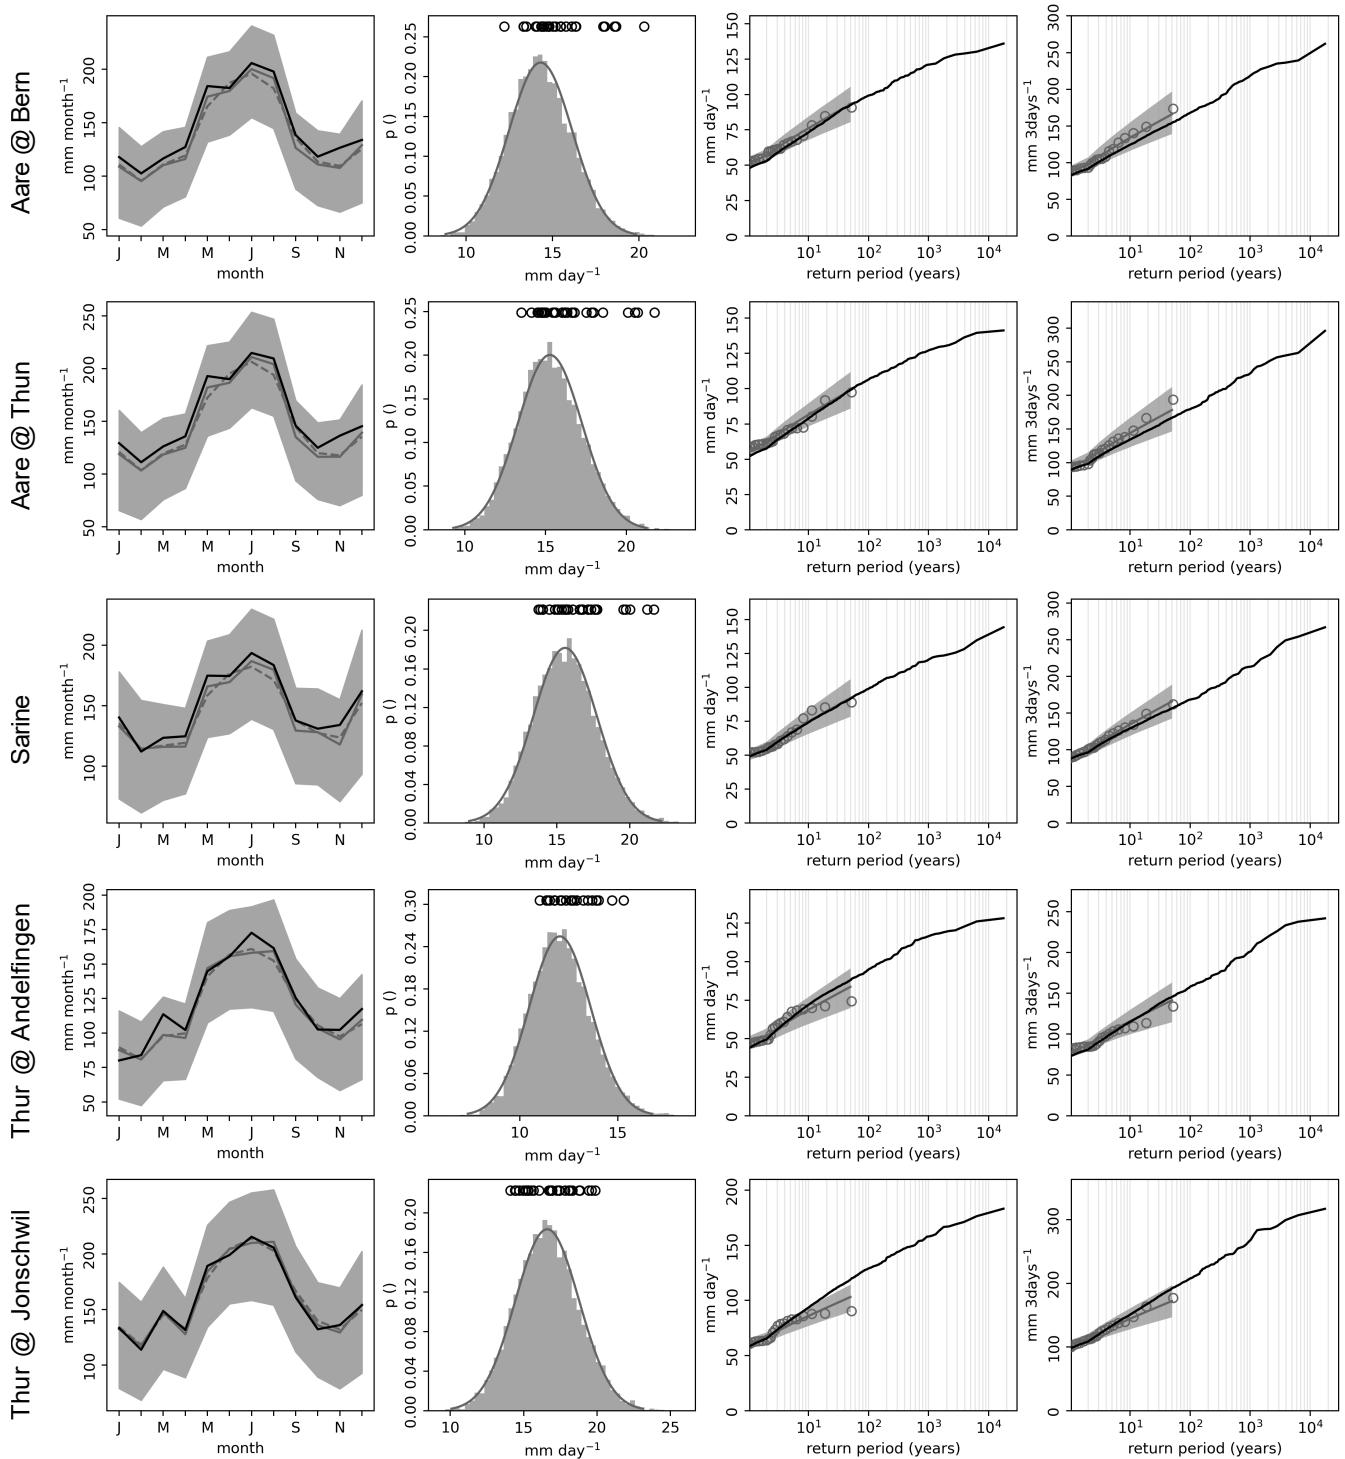 Aare @ Bern
mm month⁻¹
50 100 150 200
J M M J S N
month
p ()
0.00 0.05 0.10 0.15 0.20 0.25
10 15 20
mm day⁻¹
mm day⁻¹
0 25 50 75 100 125 150
10¹ 10² 10³ 10⁴
return period (years)
mm 3days⁻¹
0 50 100 150 200 250 300
10¹ 10² 10³ 10⁴
return period (years)
Aare @ Thun
mm month⁻¹
50 100 150 200 250
J M M J S N
month
p ()
0.00 0.05 0.10 0.15 0.20 0.25
10 15 20
mm day⁻¹
mm day⁻¹
0 25 50 75 100 125 150
10¹ 10² 10³ 10⁴
return period (years)
mm 3days⁻¹
0 50 100 150 200 250 300
10¹ 10² 10³ 10⁴
return period (years)
Sarine
mm month⁻¹
100 150 200
J M M J S N
month
p ()
0.00 0.04 0.08 0.12 0.16 0.20
10 15 20
mm day⁻¹
mm day⁻¹
0 25 50 75 100 125 150
10¹ 10² 10³ 10⁴
return period (years)
mm 3days⁻¹
0 50 100 150 200 250 300
10¹ 10² 10³ 10⁴
return period (years)
Thur @ Andelfingen
mm month⁻¹
50 75 100 125 150 175 200
J M M J S N
month
p ()
0.00 0.06 0.12 0.18 0.24 0.30
10 15
mm day⁻¹
mm day⁻¹
0 25 50 75 100 125
10¹ 10² 10³ 10⁴
return period (years)
mm 3days⁻¹
0 50 100 150 200 250
10¹ 10² 10³ 10⁴
return period (years)
Thur @ Jonschwil
mm month⁻¹
100 150 200 250
J M M J S N
month
p ()
0.00 0.04 0.08 0.12 0.16 0.20
10 15 20 25
mm day⁻¹
mm day⁻¹
0 50 100 150 200
10¹ 10² 10³ 10⁴
return period (years)
mm 3days⁻¹
0 100 200 300
10¹ 10² 10³ 10⁴
return period (years)